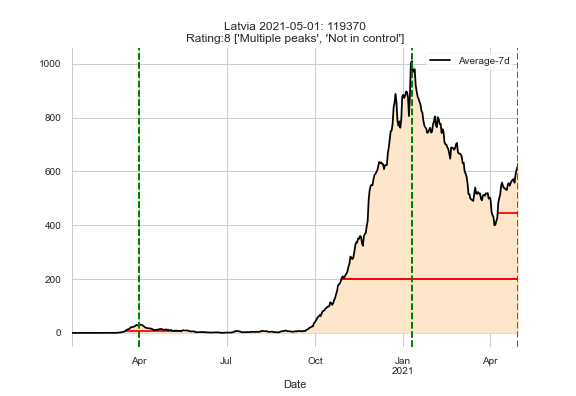 Latvia 2021-05-01: 119370
Rating:8 ['Multiple peaks', 'Not in control']
Average-7d
1000
800
600
400
200
0
Apr
Jul
Oct
Jan
2021
Apr
Date